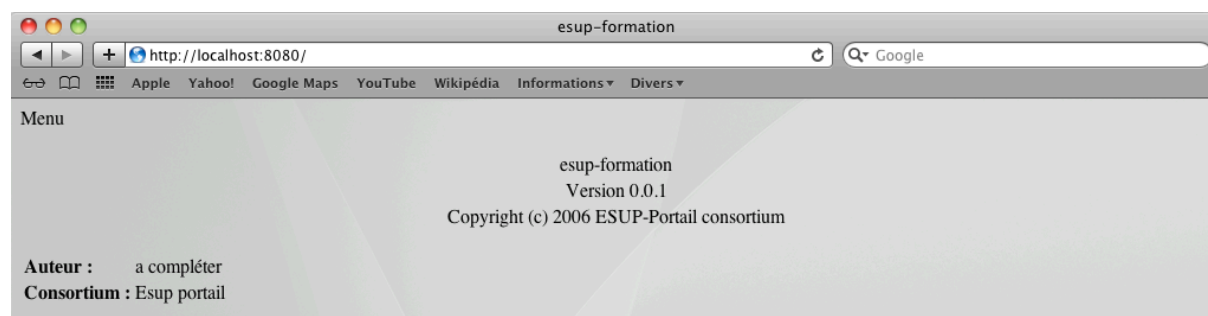 esup-formation
http://localhost:8080/
Google
Apple Yahoo! Google Maps YouTube Wikipédia Informations Divers
Menu
esup-formation
Version 0.0.1
Copyright (c) 2006 ESUP-Portail consortium
Auteur : a compléter
Consortium : Esup portail